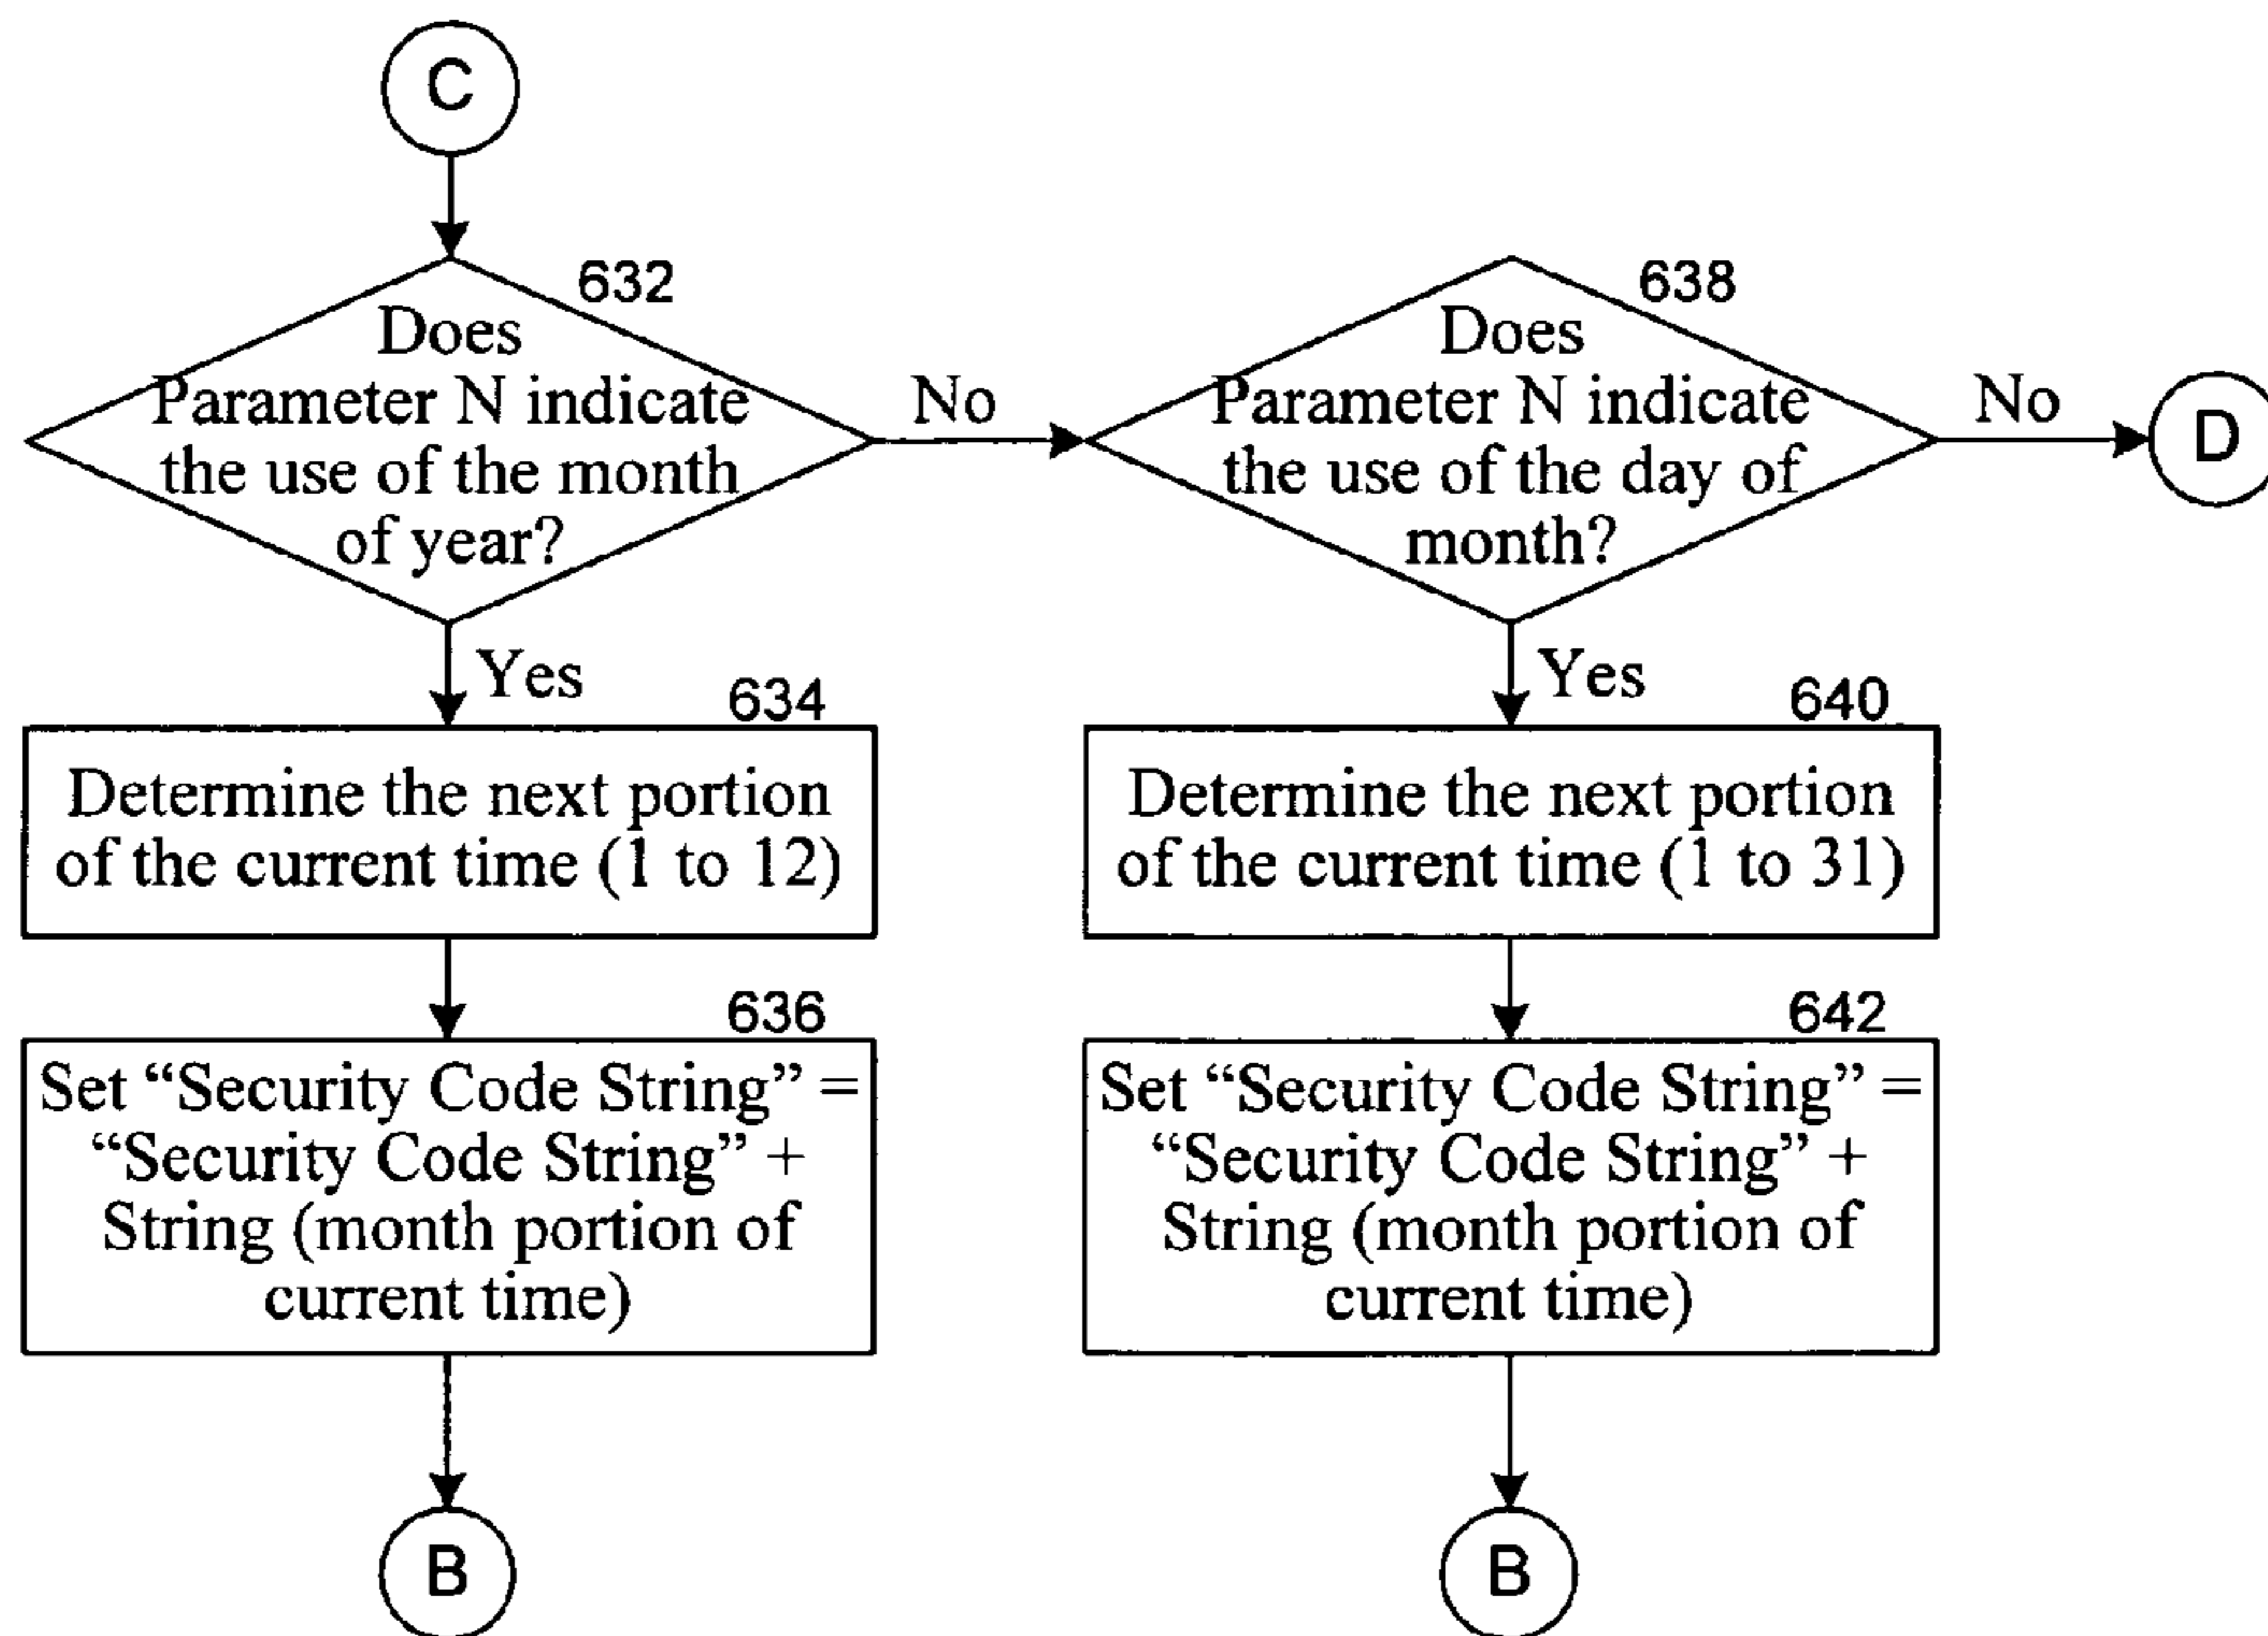 C
632
Does
Parameter N indicate
the use of the month
of year?
No
638
Does
Parameter N indicate
the use of the day of
month?
No
D
Yes
634
Determine the next portion
of the current time (1 to 12)
Yes
640
Determine the next portion
of the current time (1 to 31)
636
Set “Security Code String” =
“Security Code String” +
String (month portion of
current time)
642
Set “Security Code String” =
“Security Code String” +
String (month portion of
current time)
B
B